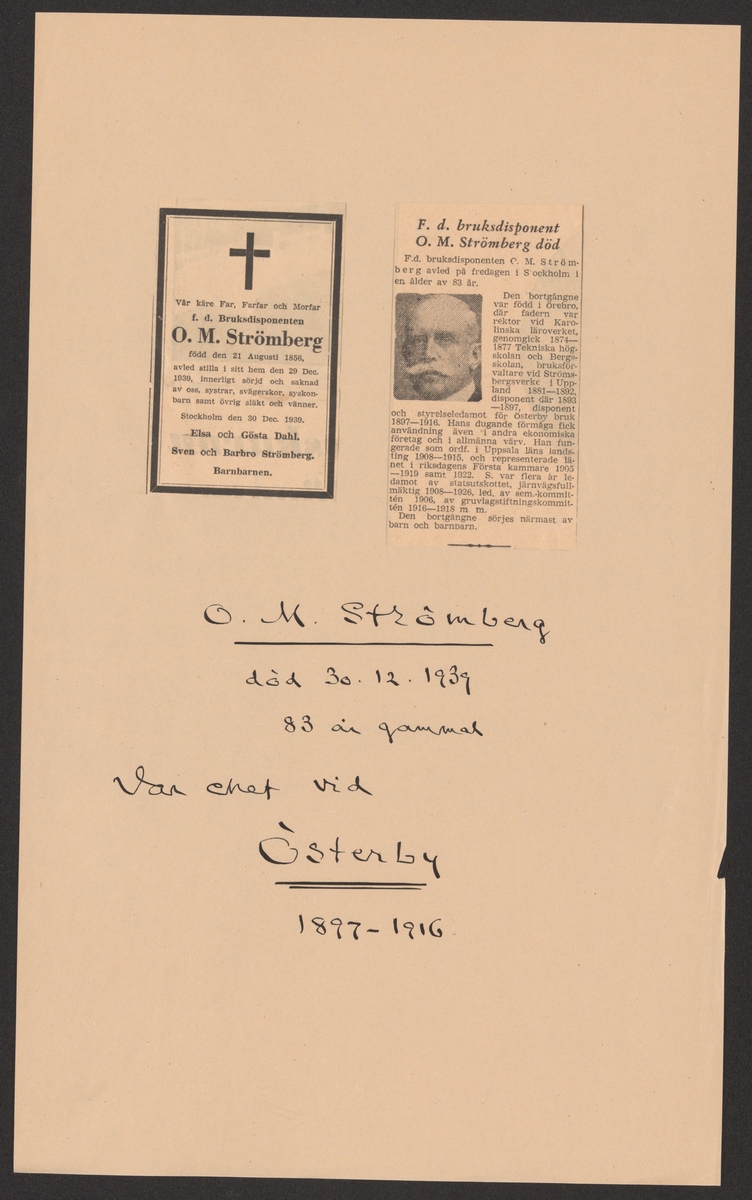 Vår käre Far, Farfar och Morfar
f. d. Bruksdisponenten
O. M. Strömberg
född den 21 Augusti 1856,
avled stilla i sitt hem den 29 Dec.
1939, innerligt sörjd och saknad
av oss, systrar, svägerskor, syskon-
barn samt övrig släkt och vänner.
Stockholm den 30 Dec. 1939.
Elsa och Gösta Dahl.
Sven och Barbro Strömberg.
Barnbarnen.
F. d. bruksdisponent
O. M. Strömberg död
F.d. bruksdisponenten O. M. Ström-
berg avled på fredagen i Stockholm i
en ålder av 83 år.
Den bortgångne
var född i Örebro,
där fadern var
rektor vid Karo-
linska läroverket,
genomgick 1874—
1877 Tekniska hög-
skolan och Bergs-
skolan, bruksför-
valtare vid Ströms-
bergsverke i Upp-
land 1881—1892,
disponent där 1893
—1897, disponent
och styrelseledamot för Österby bruk
1897—1916. Hans dugande förmåga fick
användning även i andra ekonomiska
företag och i allmänna värv. Han fun-
gerade som ordf. i Uppsala läns lands-
ting 1908—1915, och representerade lä-
net i riksdagens Första kammare 1905
—1919 samt 1922. S. var flera år le-
damot av statsutskottet, järnvägsfull-
mäktig 1908—1926, led. av sem.-kommit-
tén 1906, av gruvlagstiftningskommit-
tén 1916—1918 m. m.
Den bortgångne sörjes närmast av
barn och barnbarn.
O. M. Strömberg
död 30.12.1939
83 år gammal
Var chef vid
Österby
1897-1916.